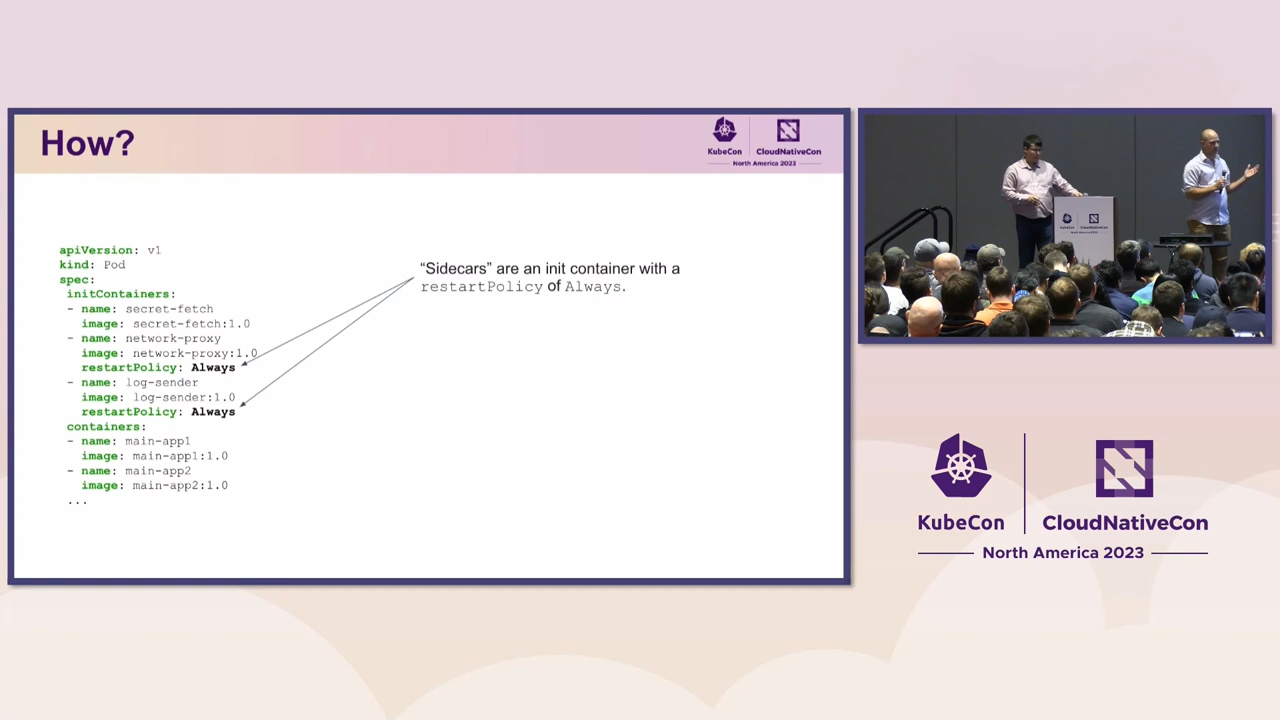 How?
KubeCon
CloudNativeCon
North America 2023
apiVersion: v1
kind: Pod
spec:
initContainers:
- name: secret-fetch
image: secret-fetch:1.0
- name: network-proxy
image: network-proxy:1.0
restartPolicy: Always
- name: log-sender
image: log-sender:1.0
restartPolicy: Always
containers:
- name: main-app1
image: main-app1:1.0
- name: main-app2
image: main-app2:1.0
...
“Sidecars” are an init container with a
restartPolicy of Always.
KubeCon
CloudNativeCon
North America 2023